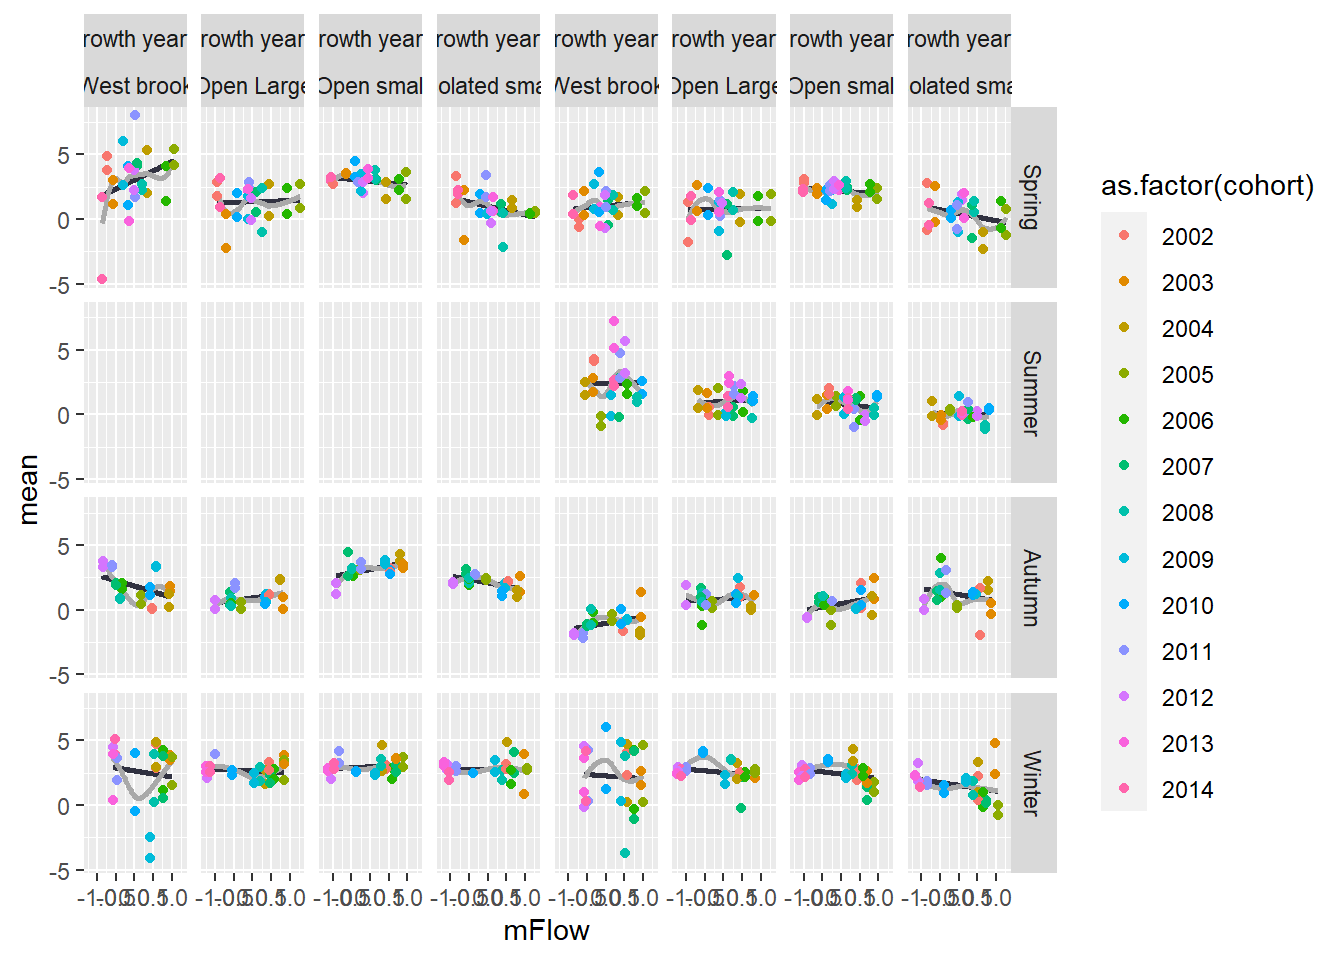 rowth year rowth year rowth year rowth year rowth year rowth year rowth year rowth year
West brook Open Large Open smal olated sma West brook Open Large Open smal olated sma
Spring
Summer
Autumn
Winter
5
0
-5
5
0
-5
5
0
-5
5
0
-5
mean
mFlow
as.factor(cohort)
2002
2003
2004
2005
2006
2007
2008
2009
2010
2011
2012
2013
2014